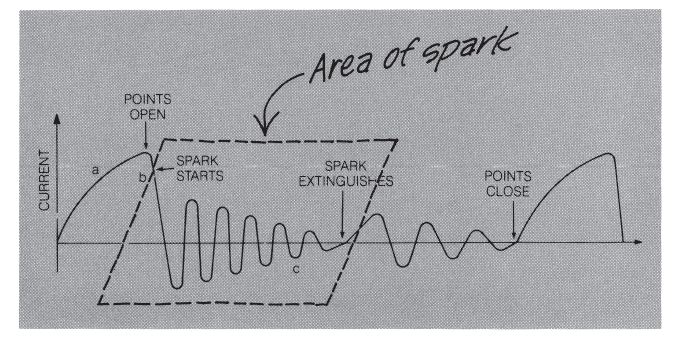 Area of spark
POINTS
OPEN
CURRENT
a
b
SPARK
STARTS
SPARK
EXTINGUISHES
POINTS
CLOSE
c